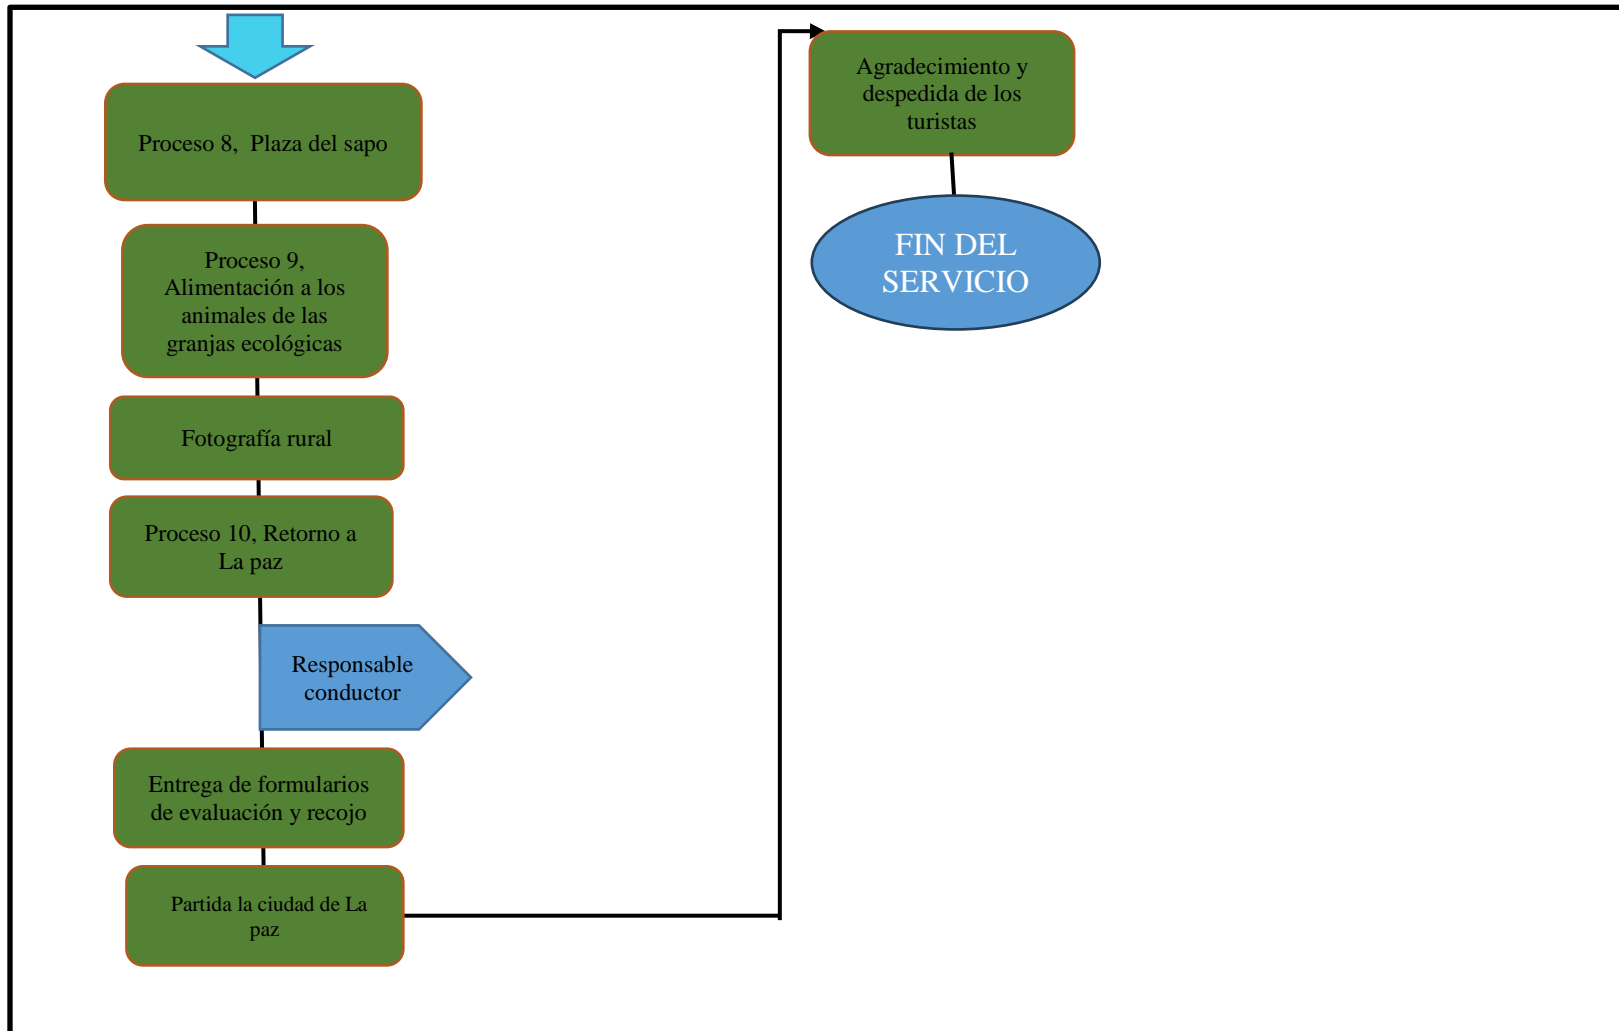 Proceso 8, Plaza del sapo
Proceso 9,
Alimentación a los
animales de las
granjas ecológicas
Fotografía rural
Proceso 10, Retorno a
La paz
Responsable
conductor
Entrega de formularios
de evaluación y recojo
Partida la ciudad de La
paz
Agradecimiento y
despedida de los
turistas
FIN DEL
SERVICIO